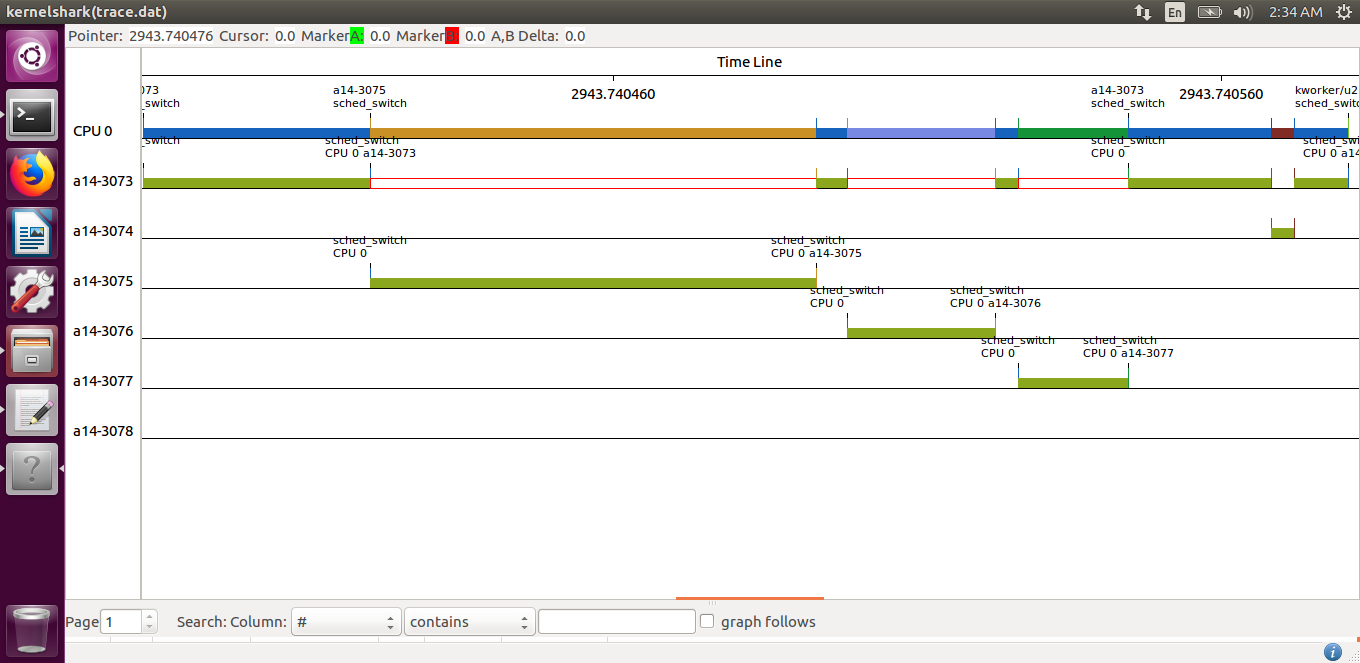 kernelshark(trace.dat) En 2:34 AM
Pointer: 2943.740476 Cursor: 0.0 Marker A: 0.0 Marker B: 0.0 A,B Delta: 0.0
Time Line
2943.740460 2943.740560
073 a14-3075 a14-3073 kworker/u2
_switch sched_switch sched_switch sched_switc
CPU 0
_switch sched_switch sched_switch sched_swi
CPU 0 a14-3073 CPU 0 CPU 0 a14
a14-3073
a14-3074
sched_switch sched_switch
CPU 0 CPU 0 a14-3075
a14-3075
sched_switch sched_switch
CPU 0 CPU 0 a14-3076
a14-3076
sched_switch sched_switch
CPU 0 CPU 0 a14-3077
a14-3077
a14-3078
Page 1 Search: Column: # contains graph follows